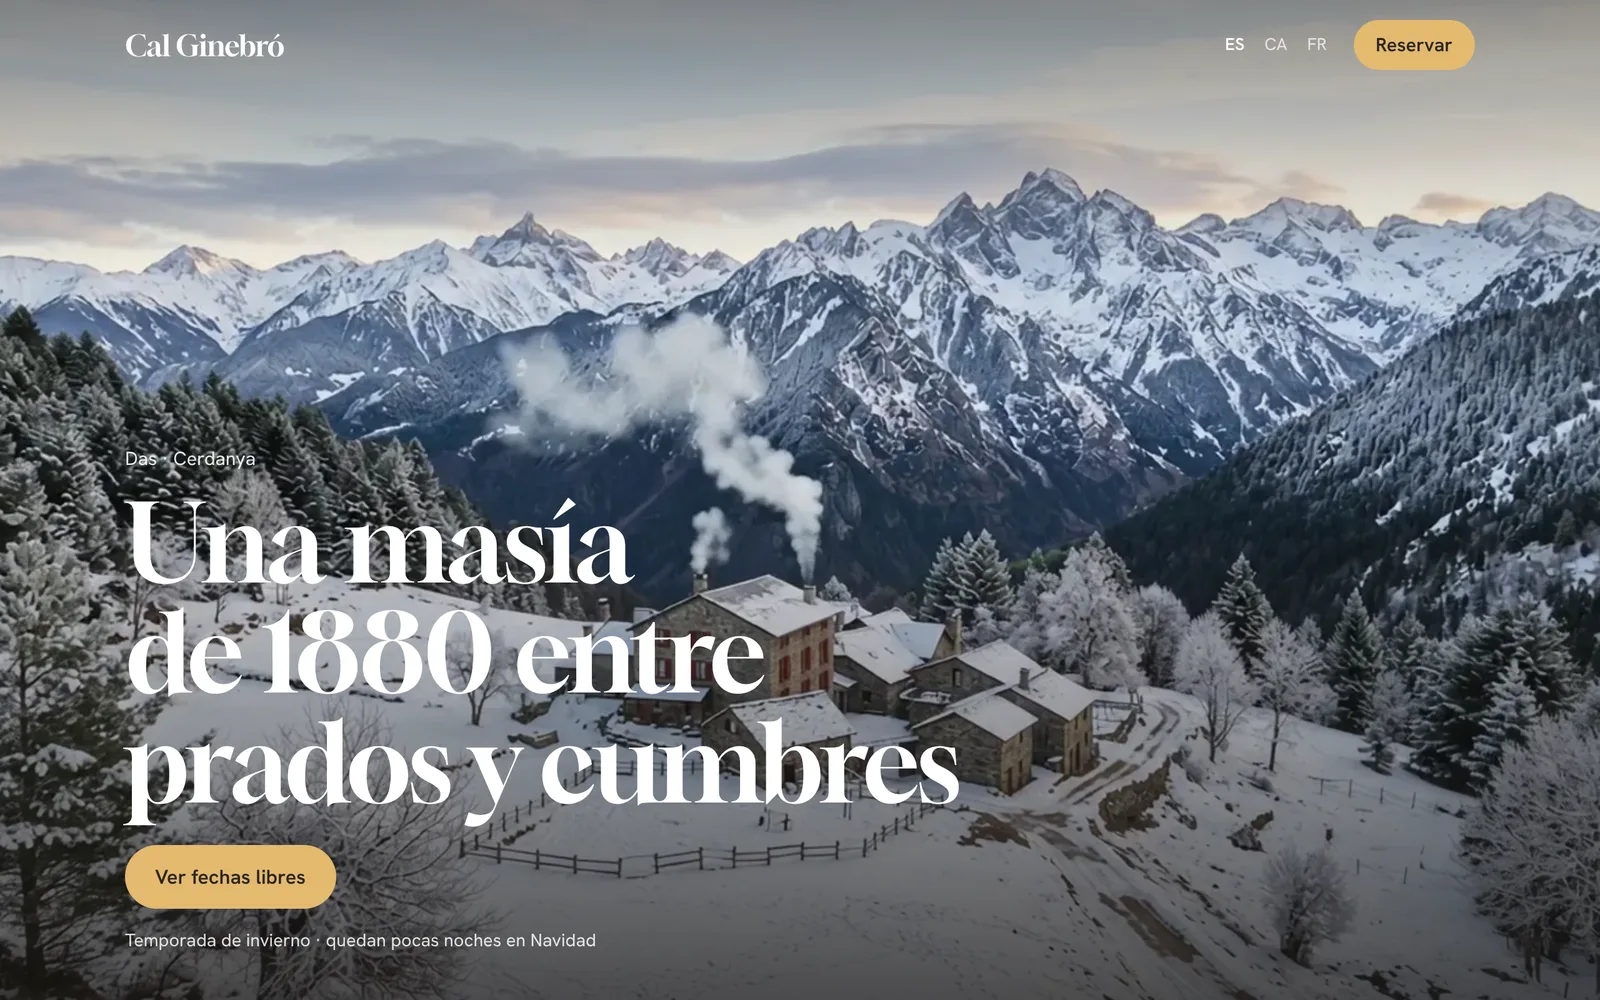 Cal Ginebró
ES CA FR Reservar
Das · Cerdanya
Una masía
de 1880 entre
prados y cumbres
Ver fechas libres
Temporada de invierno · quedan pocas noches en Navidad